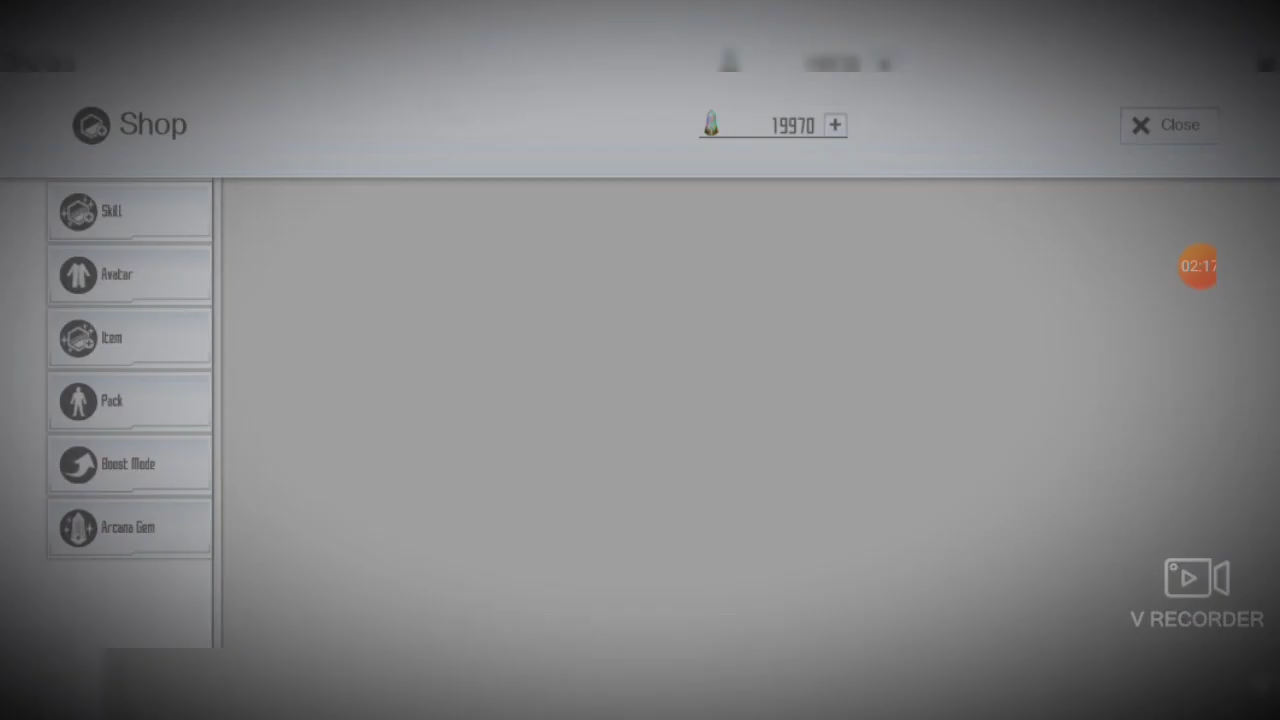 Shop
19970 +
Close
02:17
Skill
Avatar
Item
Pack
Boost Mode
Arcana Gem
V RECORDER